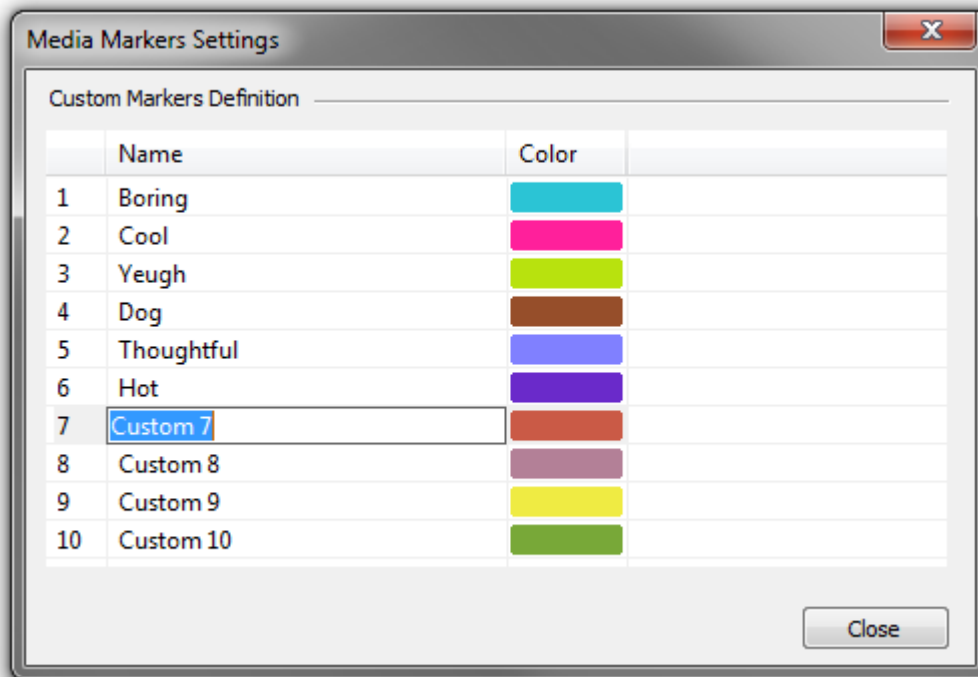 Media Markers Settings
Custom Markers Definition
Name Color
1 Boring
2 Cool
3 Yeugh
4 Dog
5 Thoughtful
6 Hot
7 Custom 7
8 Custom 8
9 Custom 9
10 Custom 10
Close